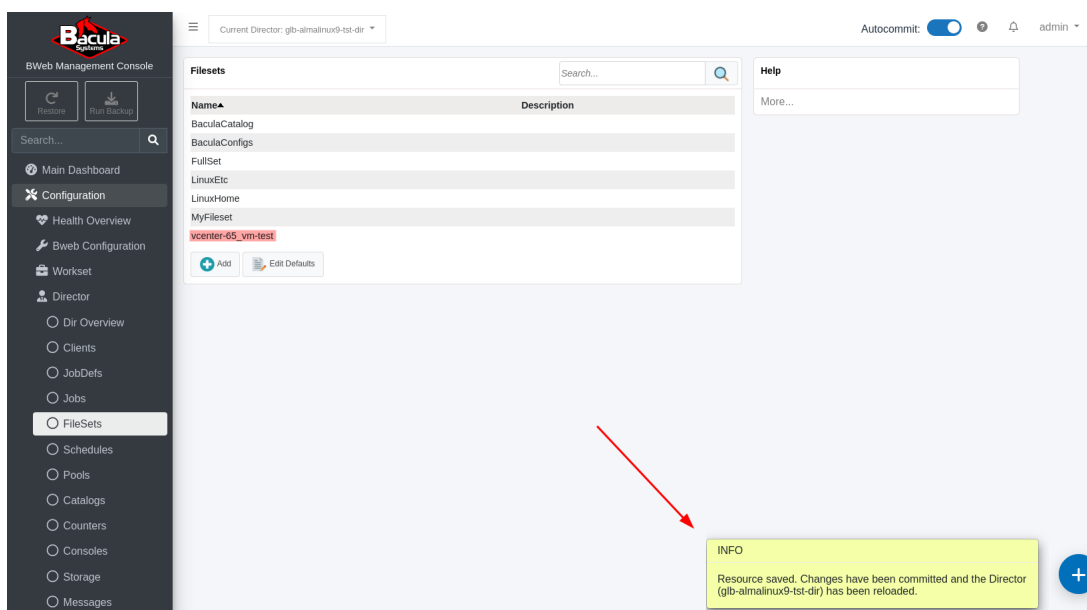 Bacula
Systems
BWeb Management Console
Restore
Run Backup
Search...
Main Dashboard
Configuration
Health Overview
Bweb Configuration
Workset
Director
Dir Overview
Clients
JobDefs
Jobs
FileSets
Schedules
Pools
Catalogs
Counters
Consoles
Storage
Messages
Current Director: glb-almalinux9-tst-dir
Autocommit:
admin
Filesets
Search...
Name
Description
BaculaCatalog
BaculaConfigs
FullSet
LinuxEtc
LinuxHome
MyFileset
vcenter-65_vm-test
Add
Edit Defaults
Help
More...
INFO
Resource saved. Changes have been committed and the Director
(glb-almalinux9-tst-dir) has been reloaded.